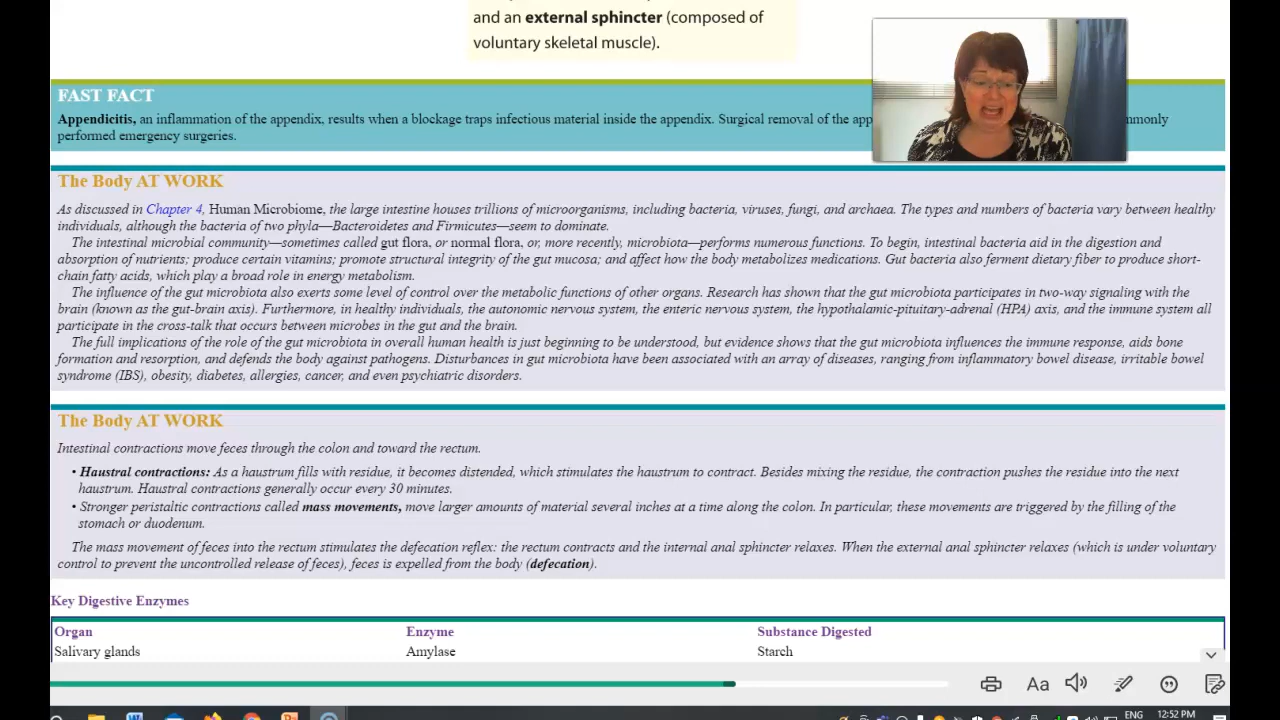 and an external sphincter (composed of
voluntary skeletal muscle).
FAST FACT
Appendicitis, an inflammation of the appendix, results when a blockage traps infectious material inside the appendix. Surgical removal of the app
performed emergency surgeries.
The Body AT WORK
As discussed in Chapter 4, Human Microbiome, the large intestine houses trillions of microorganisms, including bacteria, viruses, fungi, and archaea. The types and numbers of bacteria vary between healthy
individuals, although the bacteria of two phyla—Bacteroidetes and Firmicutes—seem to dominate.
The intestinal microbial community—sometimes called gut flora, or normal flora, or, more recently, microbiota—performs numerous functions. To begin, intestinal bacteria aid in the digestion and
absorption of nutrients; produce certain vitamins; promote structural integrity of the gut mucosa; and affect how the body metabolizes medications. Gut bacteria also ferment dietary fiber to produce short-
chain fatty acids, which play a broad role in energy metabolism.
The influence of the gut microbiota also exerts some level of control over the metabolic functions of other organs. Research has shown that the gut microbiota participates in two-way signaling with the
brain (known as the gut-brain axis). Furthermore, in healthy individuals, the autonomic nervous system, the enteric nervous system, the hypothalamic-pituitary-adrenal (HPA) axis, and the immune system all
participate in the cross-talk that occurs between microbes in the gut and the brain.
The full implications of the role of the gut microbiota in overall human health is just beginning to be understood, but evidence shows that the gut microbiota influences the immune response, aids bone
formation and resorption, and defends the body against pathogens. Disturbances in gut microbiota have been associated with an array of diseases, ranging from inflammatory bowel disease, irritable bowel
syndrome (IBS), obesity, diabetes, allergies, cancer, and even psychiatric disorders.
The Body AT WORK
Intestinal contractions move feces through the colon and toward the rectum.
• Haustral contractions: As a haustrum fills with residue, it becomes distended, which stimulates the haustrum to contract. Besides mixing the residue, the contraction pushes the residue into the next
haustrum. Haustral contractions generally occur every 30 minutes.
• Stronger peristaltic contractions called mass movements, move larger amounts of material several inches at a time along the colon. In particular, these movements are triggered by the filling of the
stomach or duodenum.
The mass movement of feces into the rectum stimulates the defecation reflex: the rectum contracts and the internal anal sphincter relaxes. When the external anal sphincter relaxes (which is under voluntary
control to prevent the uncontrolled release of feces), feces is expelled from the body (defecation).
Key Digestive Enzymes
Organ Enzyme Substance Digested
Salivary glands Amylase Starch
Aa
ENG 12:52 PM